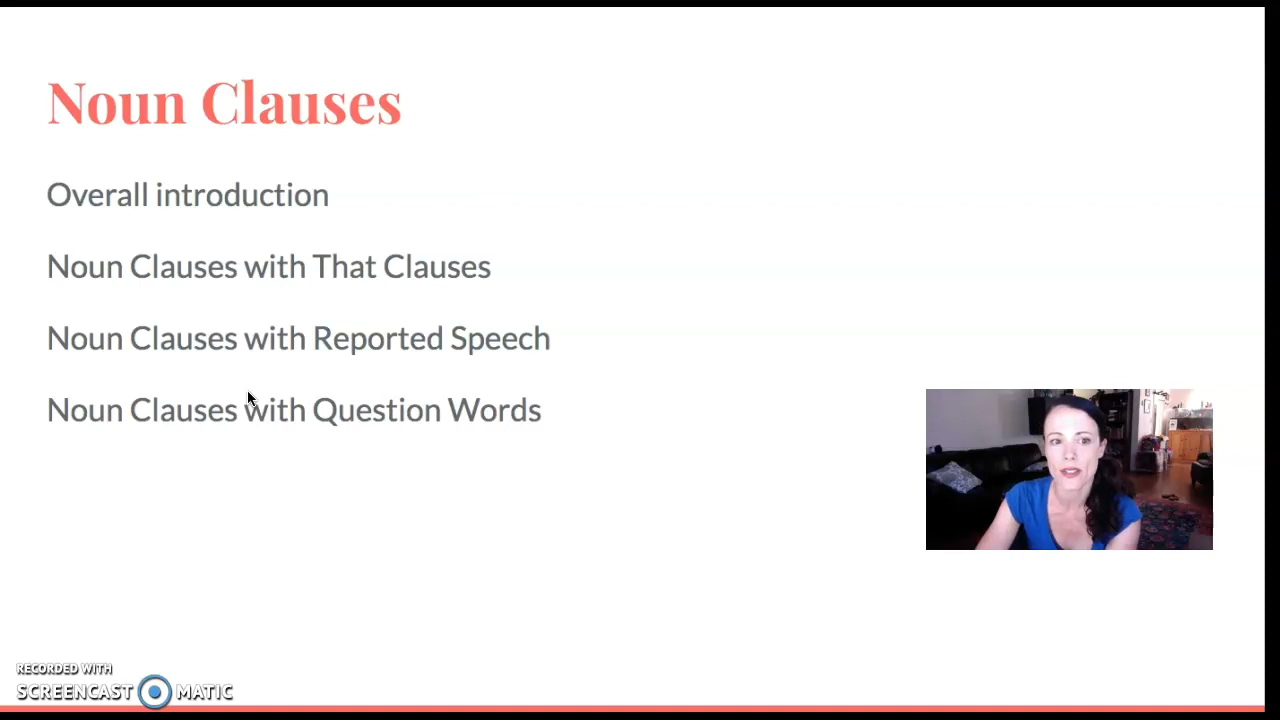 Noun Clauses
Overall introduction
Noun Clauses with That Clauses
Noun Clauses with Reported Speech
Noun Clauses with Question Words
RECORDED WITH
SCREENCAST MATIC